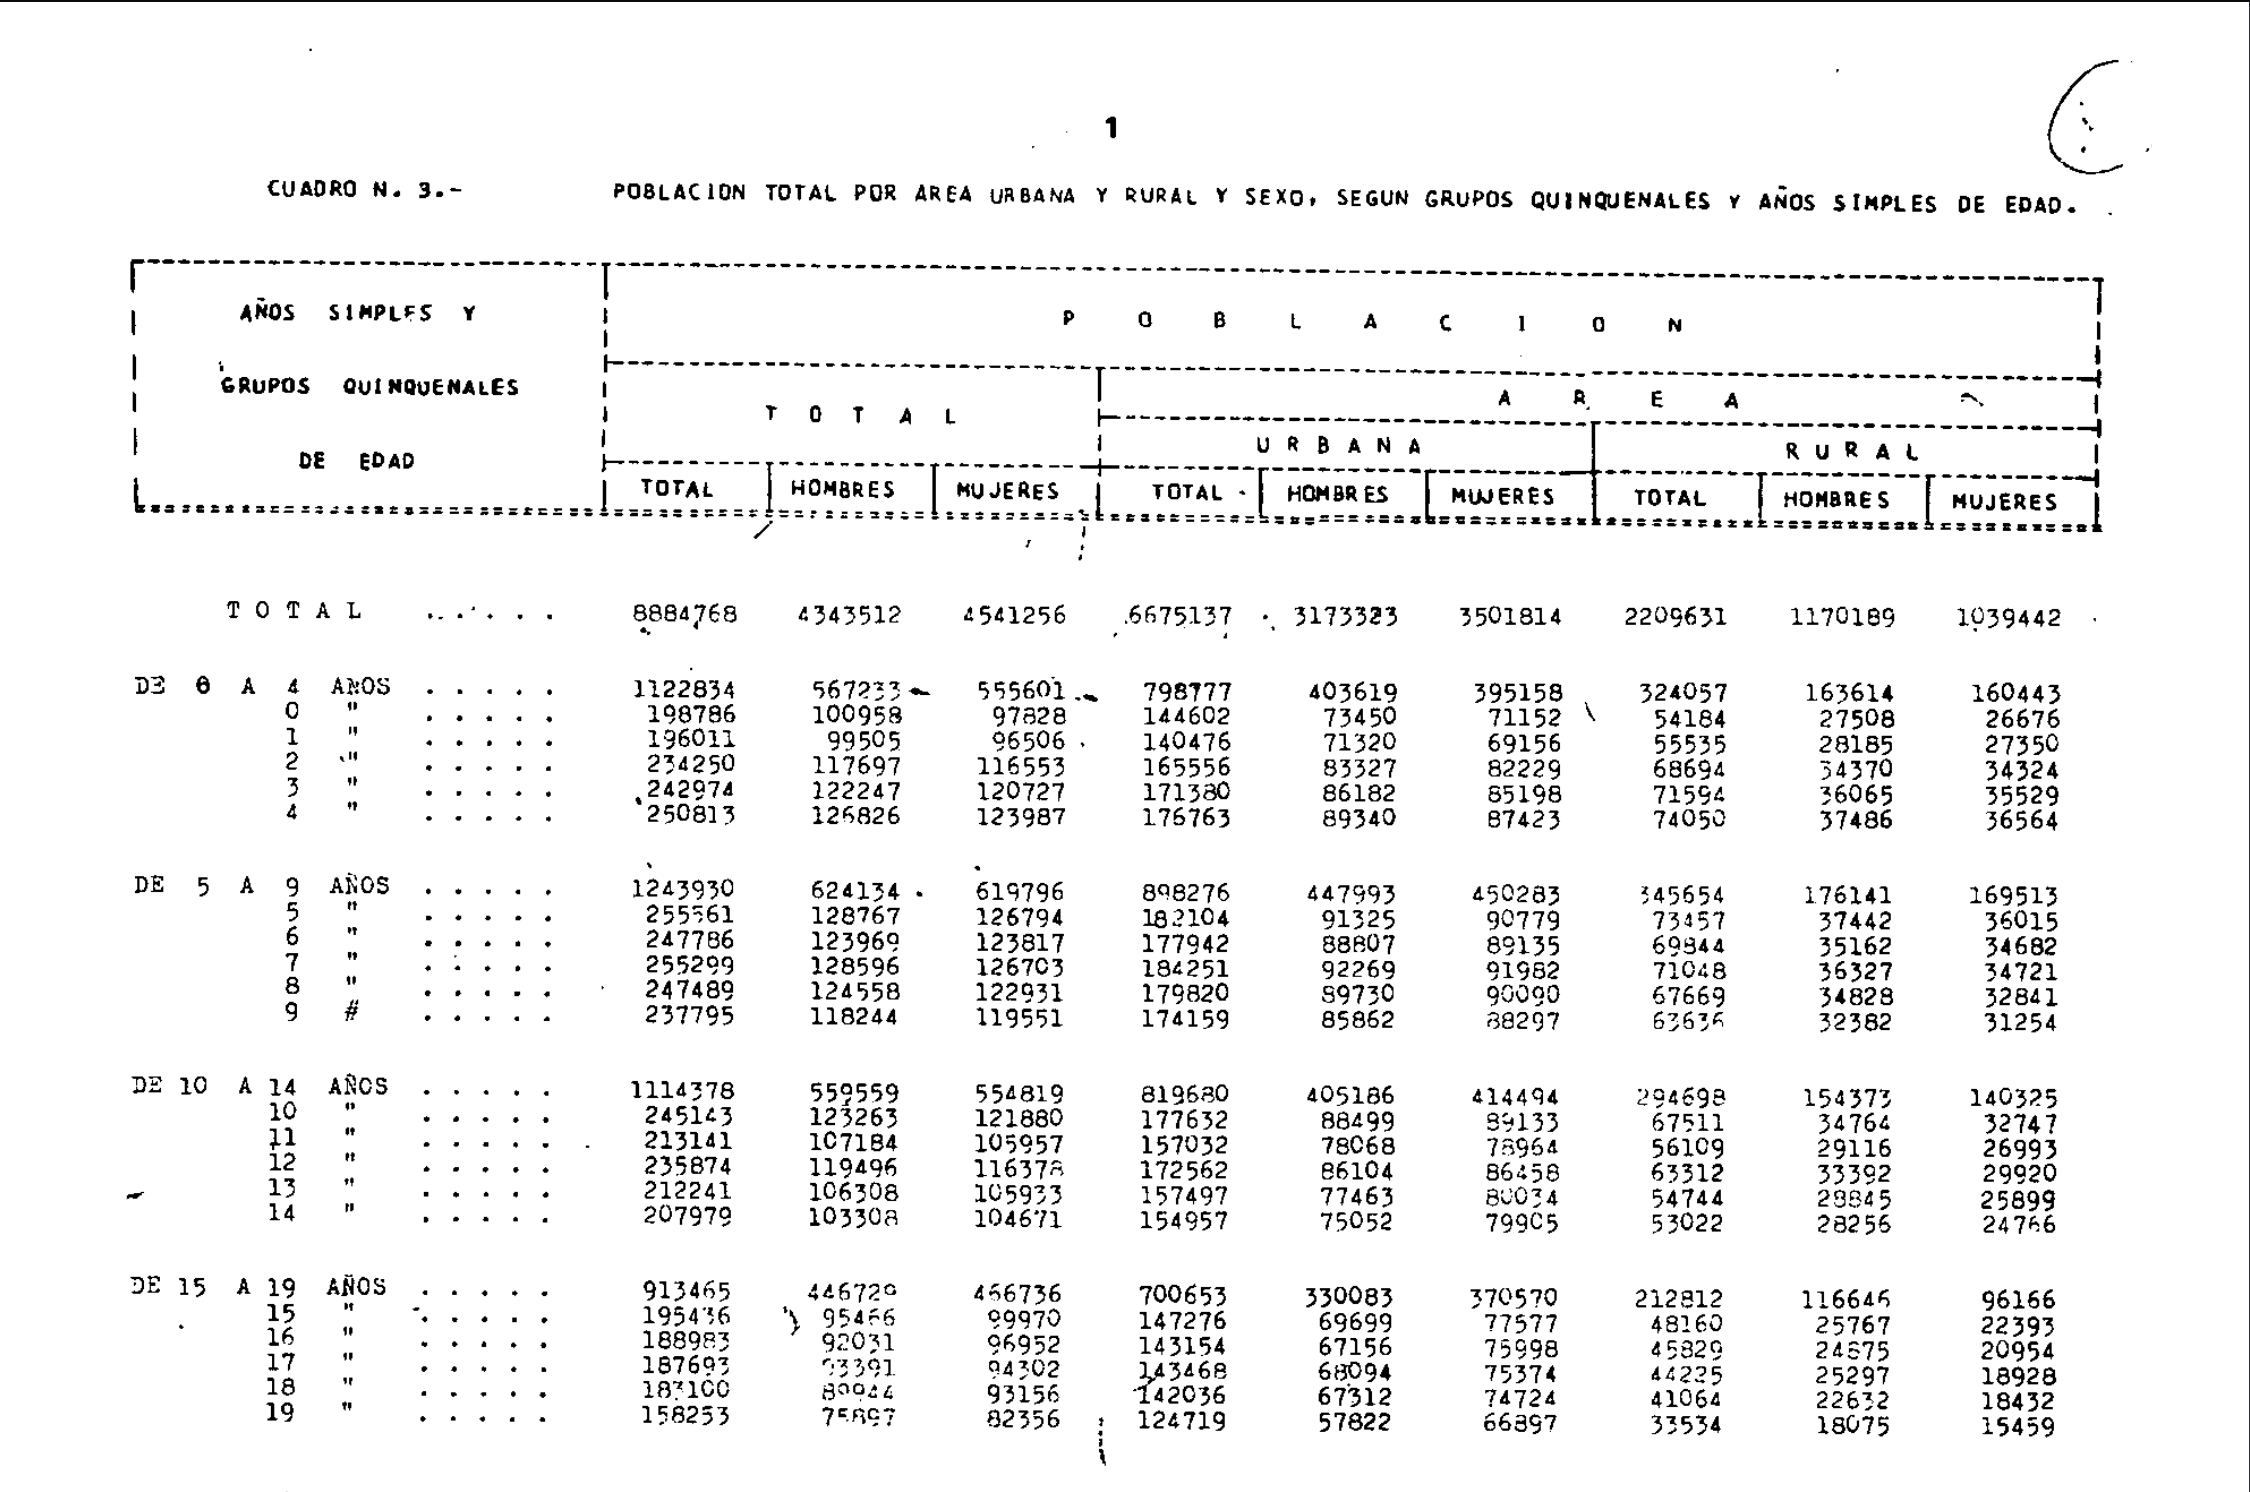 1
CUADRO N. 3.- POBLACION TOTAL POR AREA URBANA Y RURAL Y SEXO, SEGUN GRUPOS QUINQUENALES Y AÑOS SIMPLES DE EDAD.
AÑOS SIMPLES Y
GRUPOS QUINQUENALES
DE EDAD
P O B L A C I O N
T O T A L
A R E A
U R B A N A
R U R A L
TOTAL HOMBRES MUJERES TOTAL HOMBRES MUJERES TOTAL HOMBRES MUJERES
T O T A L . . . . . . 8884768 4343512 4541256 6675137 3173323 3501814 2209631 1170189 1039442
DE 0 A 4 AÑOS . . . . . 1122834 567233 555601 798777 403619 395158 324057 163614 160443
0 " . . . . . 198786 100958 97828 144602 73450 71152 54184 27508 26676
1 " . . . . . 196011 99505 96506 140476 71320 69156 55535 28185 27350
2 " . . . . . 234250 117697 116553 165556 83327 82229 68694 34370 34324
3 " . . . . . 242974 122247 120727 171380 86182 85198 71594 36065 35529
4 " . . . . . 250813 126826 123987 176763 89340 87423 74050 37486 36564
DE 5 A 9 AÑOS . . . . . 1243930 624134 619796 898276 447993 450283 345654 176141 169513
5 " . . . . . 255561 128767 126794 182104 91325 90779 73457 37442 36015
6 " . . . . . 247786 123969 123817 177942 88807 89135 69844 35162 34682
7 " . . . . . 255299 128596 126703 184251 92269 91982 71048 36327 34721
8 " . . . . . 247489 124558 122931 179820 89730 90090 67669 34828 32841
9 # . . . . . 237795 118244 119551 174159 85862 88297 63636 32382 31254
DE 10 A 14 AÑOS . . . . . 1114378 559559 554819 819680 405186 414494 294698 154373 140325
10 " . . . . . 245143 123263 121880 177632 88499 89133 67511 34764 32747
11 " . . . . . 213141 107184 105957 157032 78068 78964 56109 29116 26993
12 " . . . . . 235874 119496 116378 172562 86104 86458 63312 33392 29920
13 " . . . . . 212241 106308 105933 157497 77463 80034 54744 28845 25899
14 " . . . . . 207979 103308 104671 154957 75052 79905 53022 28256 24766
DE 15 A 19 AÑOS . . . . . 913465 446729 466736 700653 330083 370570 212812 116646 96166
15 " . . . . . 195436 95466 99970 147276 69699 77577 48160 25767 22393
16 " . . . . . 188983 92031 96952 143154 67156 75998 45829 24875 20954
17 " . . . . . 187693 93391 94302 143468 68094 75374 44225 25297 18928
18 " . . . . . 183100 89944 93156 142036 67312 74724 41064 22632 18432
19 " . . . . . 158253 75897 82356 124719 57822 66897 33534 18075 15459